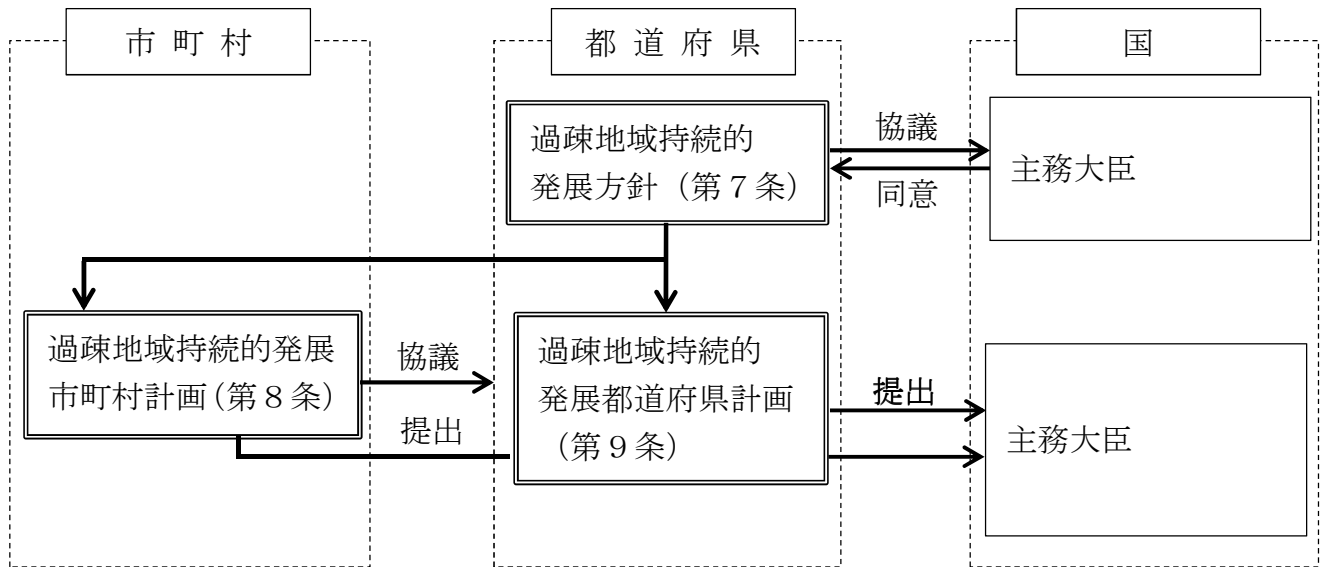 市町村
都道府県
国
過疎地域持続的
発展方針（第７条）
協議
同意
主務大臣
過疎地域持続的発展
市町村計画（第８条）
協議
提出
過疎地域持続的
発展都道府県計画
（第９条）
提出
主務大臣